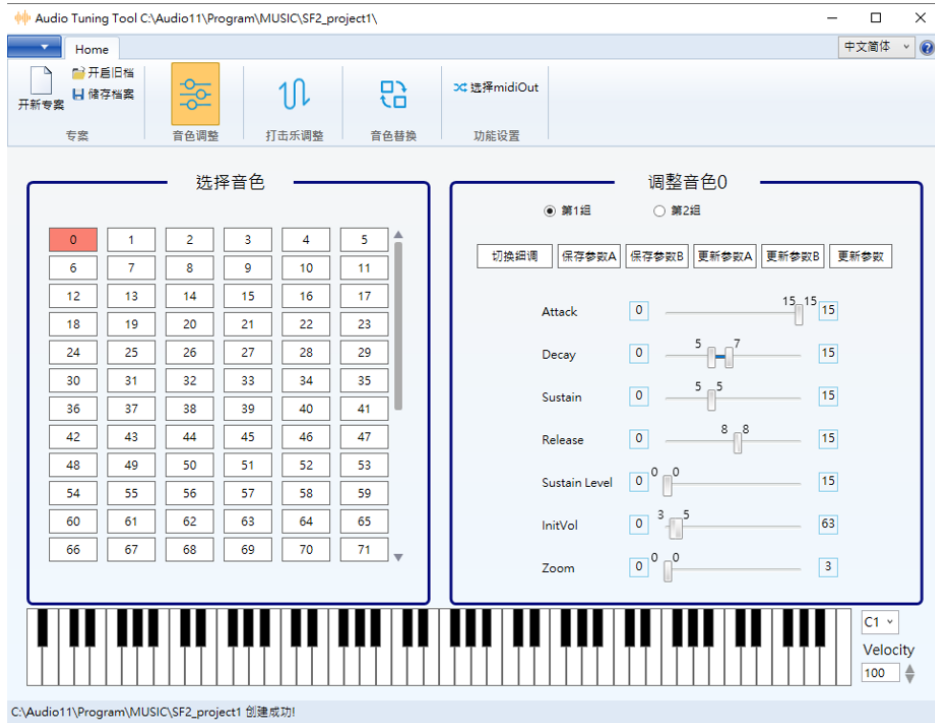 Audio Tuning Tool C:\Audio11\Program\MUSIC\SF2_project1\
Home
中文简体
开新专案
开启旧档
储存档案
音色调整
打击乐调整
音色替换
选择midiOut
专案
功能设置
选择音色
0 1 2 3 4 5
6 7 8 9 10 11
12 13 14 15 16 17
18 19 20 21 22 23
24 25 26 27 28 29
30 31 32 33 34 35
36 37 38 39 40 41
42 43 44 45 46 47
48 49 50 51 52 53
54 55 56 57 58 59
60 61 62 63 64 65
66 67 68 69 70 71
调整音色0
第1組 第2組
切换細调 保存参数A 保存参数B 更新参数A 更新参数B 更新参数
Attack 0 15 15 15
Decay 0 5 7 15
Sustain 0 5 5 15
Release 0 8 8 15
Sustain Level 0 0 0 15
InitVol 0 3 5 63
Zoom 0 0 0 3
C1
Velocity
100
C:\Audio11\Program\MUSIC\SF2_project1 创建成功!